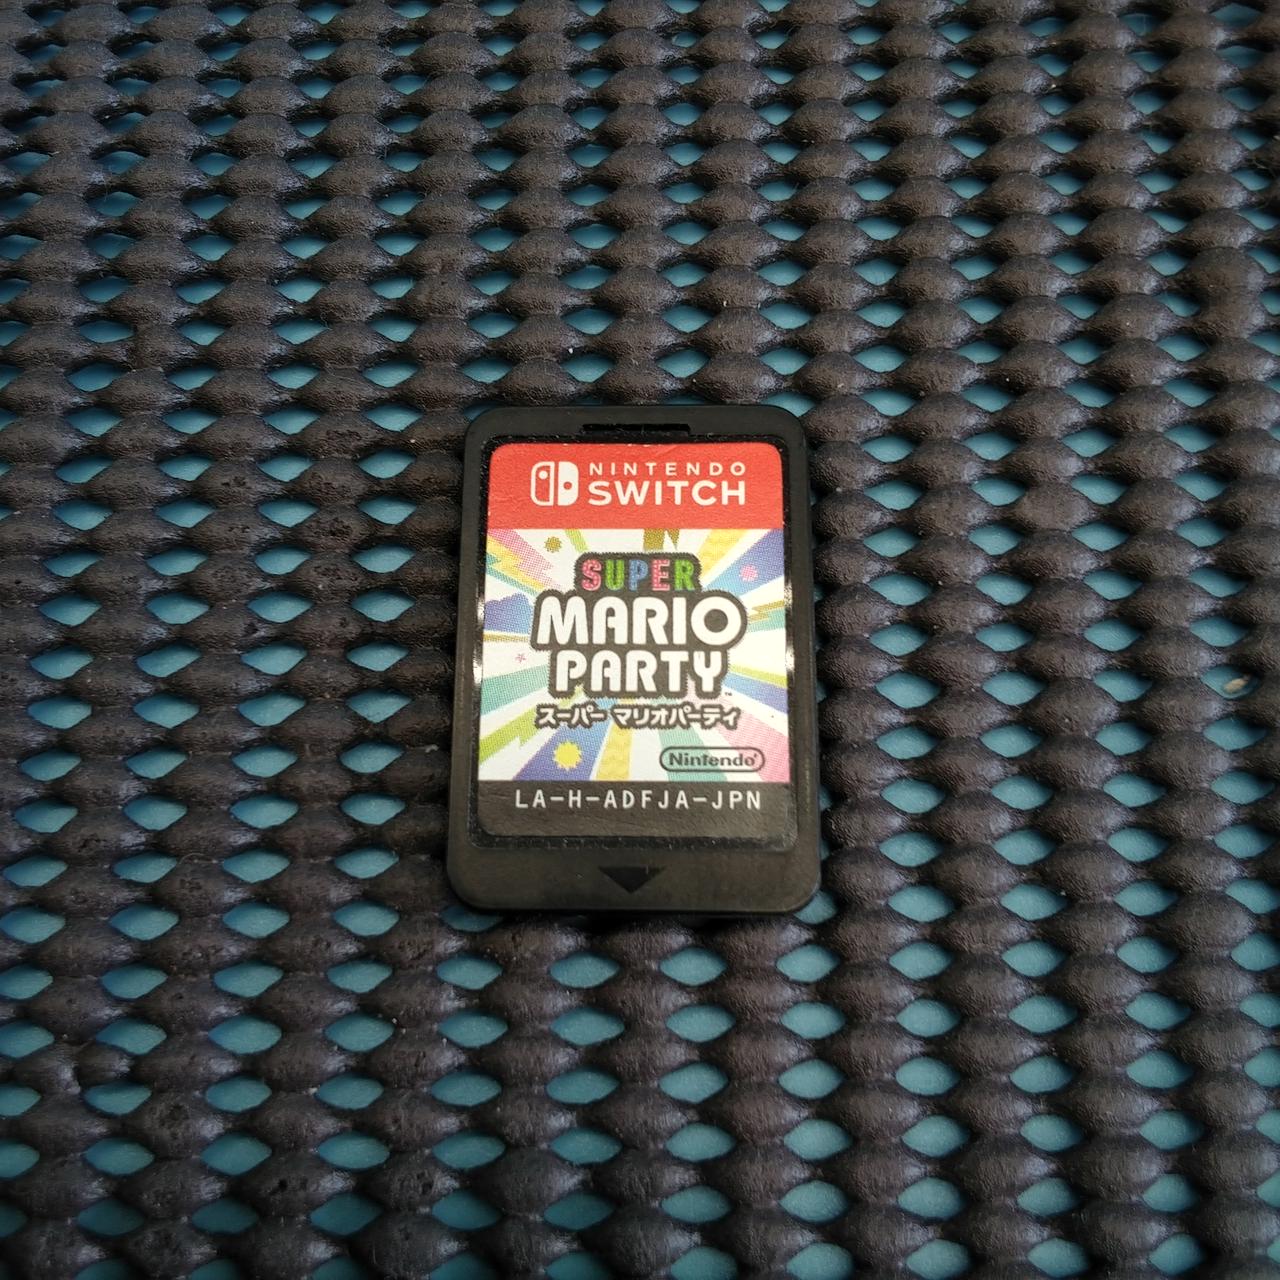 NINTENDO
SWITCH
SUPER
MARIO
PARTY™
スーパー マリオパーティ
Nintendo®
LA-H-ADFJA-JPN